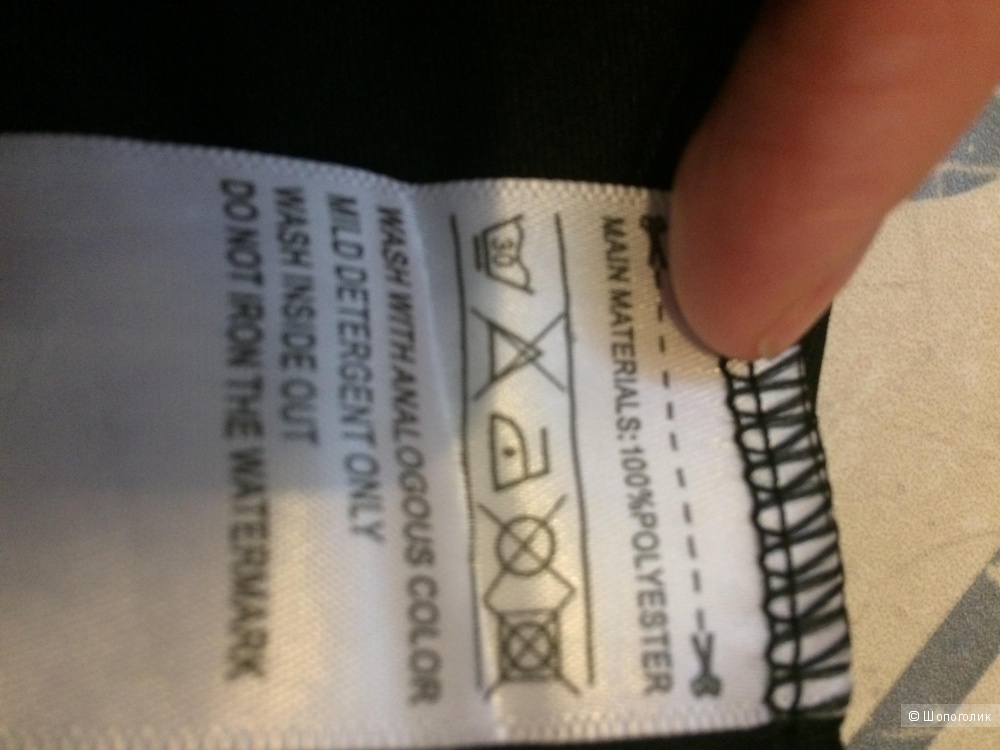 MAIN MATERIALS: 100%POLYESTER
30
WASH WITH ANALOGOUS COLOR
MILD DETERGENT ONLY
WASH INSIDE OUT
DO NOT IRON THE WATERMARK
© Шопоголик